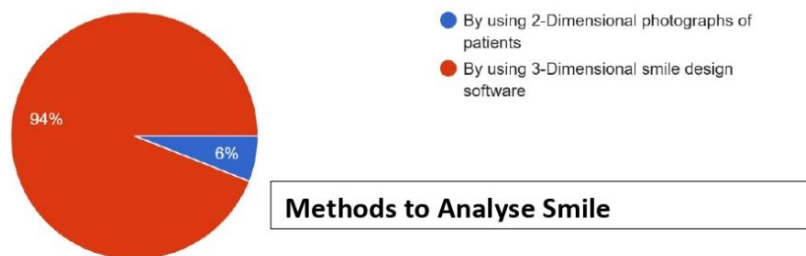 By using 2-Dimensional photographs of
patients
By using 3-Dimensional smile design
software
94%
6%
Methods to Analyse Smile